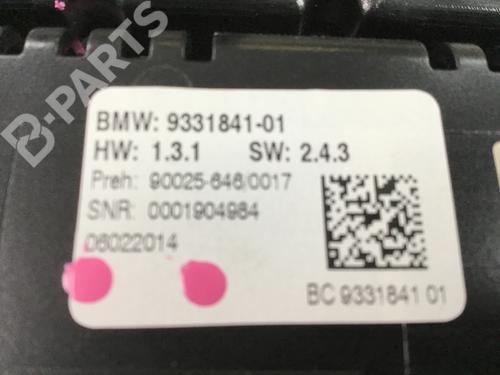 B-PARTS
BMW: 9331841-01
HW: 1.3.1 SW: 2.4.3
Preh: 90025-646/0017
SNR: 0001904984
06022014
BC 9331841 01